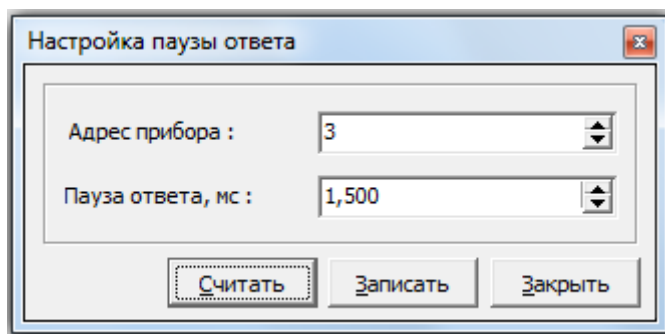 Настройка паузы ответа
Адрес прибора : 3
Пауза ответа, мс : 1,500
Считать Записать Закрыть